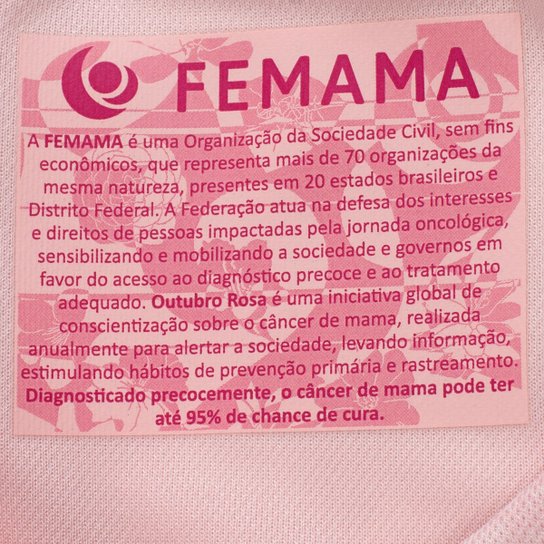 FEMAMA
A FEMAMA é uma Organização da Sociedade Civil, sem fins
econômicos, que representa mais de 70 organizações da
mesma natureza, presentes em 20 estados brasileiros e
Distrito Federal. A Federação atua na defesa dos interesses
e direitos de pessoas impactadas pela jornada oncológica,
sensibilizando e mobilizando a sociedade e governos em
favor do acesso ao diagnóstico precoce e ao tratamento
adequado. Outubro Rosa é uma iniciativa global de
conscientização sobre o câncer de mama, realizada
anualmente para alertar a sociedade, levando informação,
estimulando hábitos de prevenção primária e rastreamento.
Diagnosticado precocemente, o câncer de mama pode ter
até 95% de chance de cura.